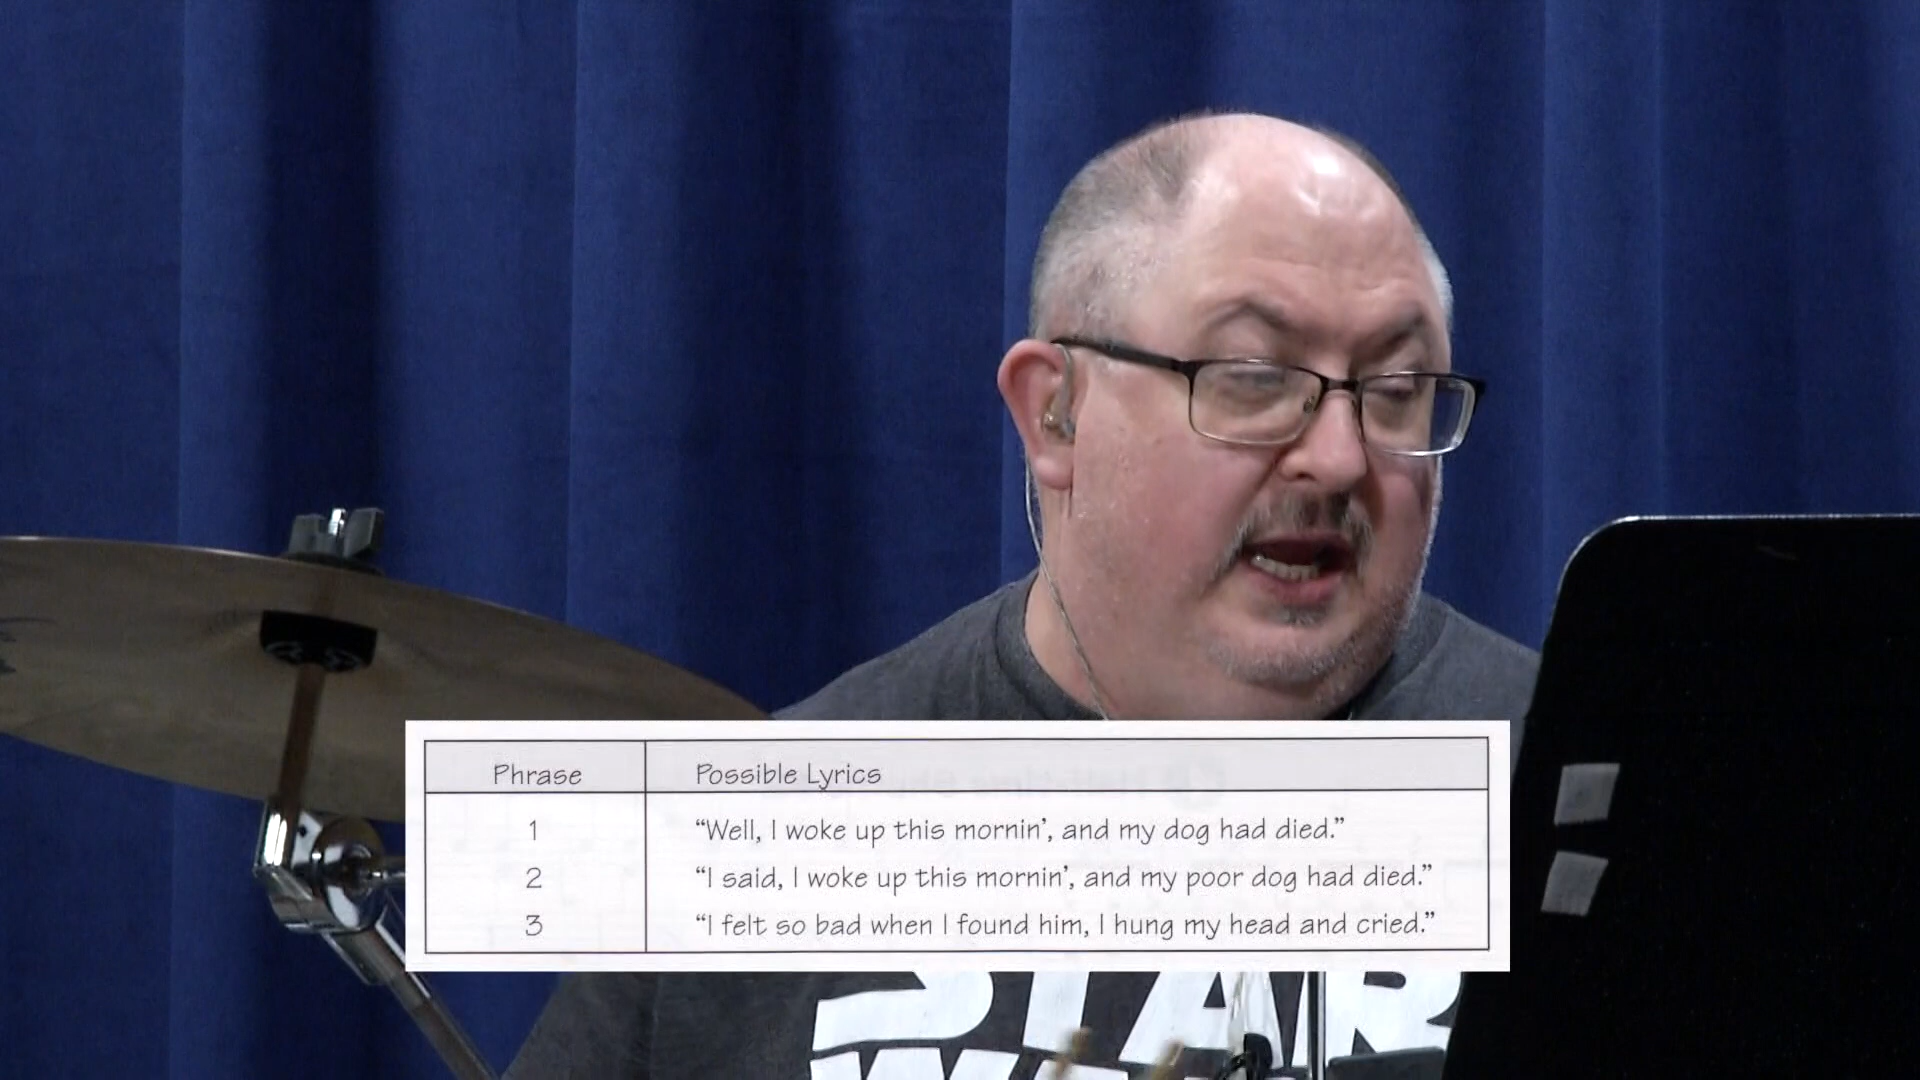 Phrase Possible Lyrics
1 “Well, I woke up this mornin’, and my dog had died.”
2 “I said, I woke up this mornin’, and my poor dog had died.”
3 “I felt so bad when I found him, I hung my head and cried.”
STAR